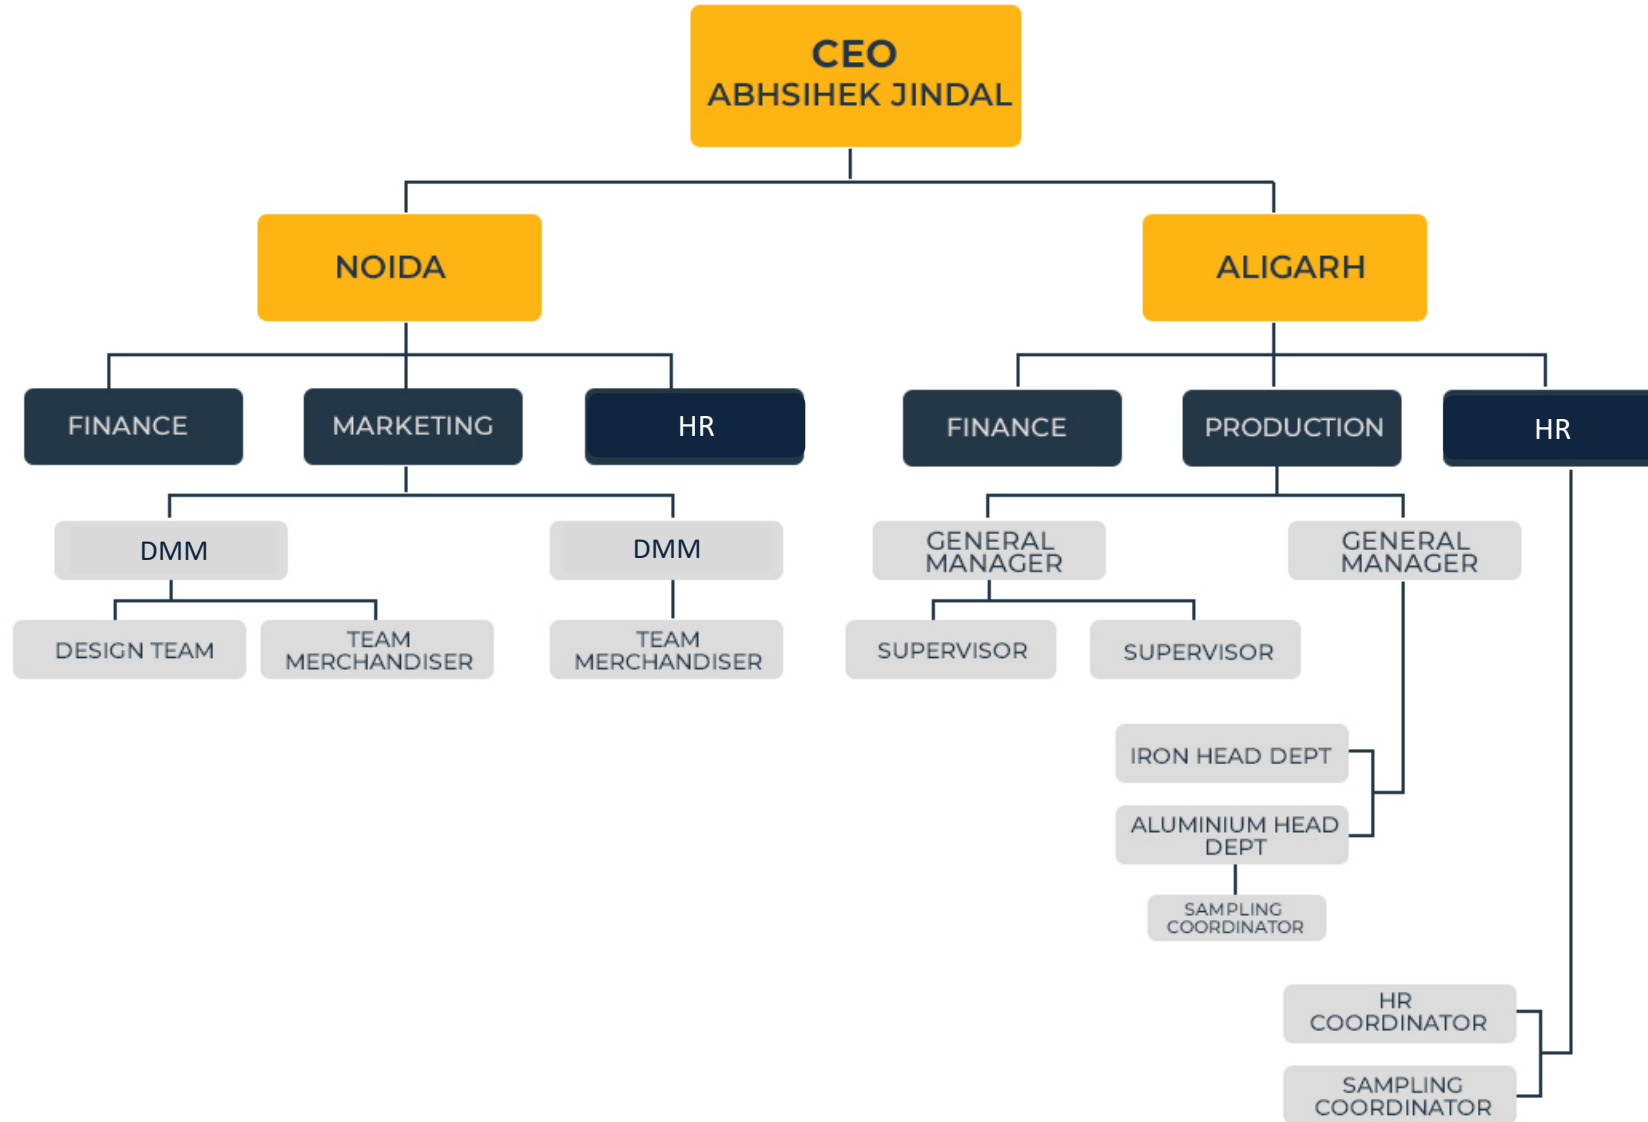 CEO
ABHSIHEK JINDAL
NOIDA
ALIGARH
FINANCE
MARKETING
HR
FINANCE
PRODUCTION
HR
DMM
DMM
GENERAL
MANAGER
GENERAL
MANAGER
DESIGN TEAM
TEAM
MERCHANDISER
TEAM
MERCHANDISER
SUPERVISOR
SUPERVISOR
IRON HEAD DEPT
ALUMINIUM HEAD
DEPT
SAMPLING
COORDINATOR
HR
COORDINATOR
SAMPLING
COORDINATOR